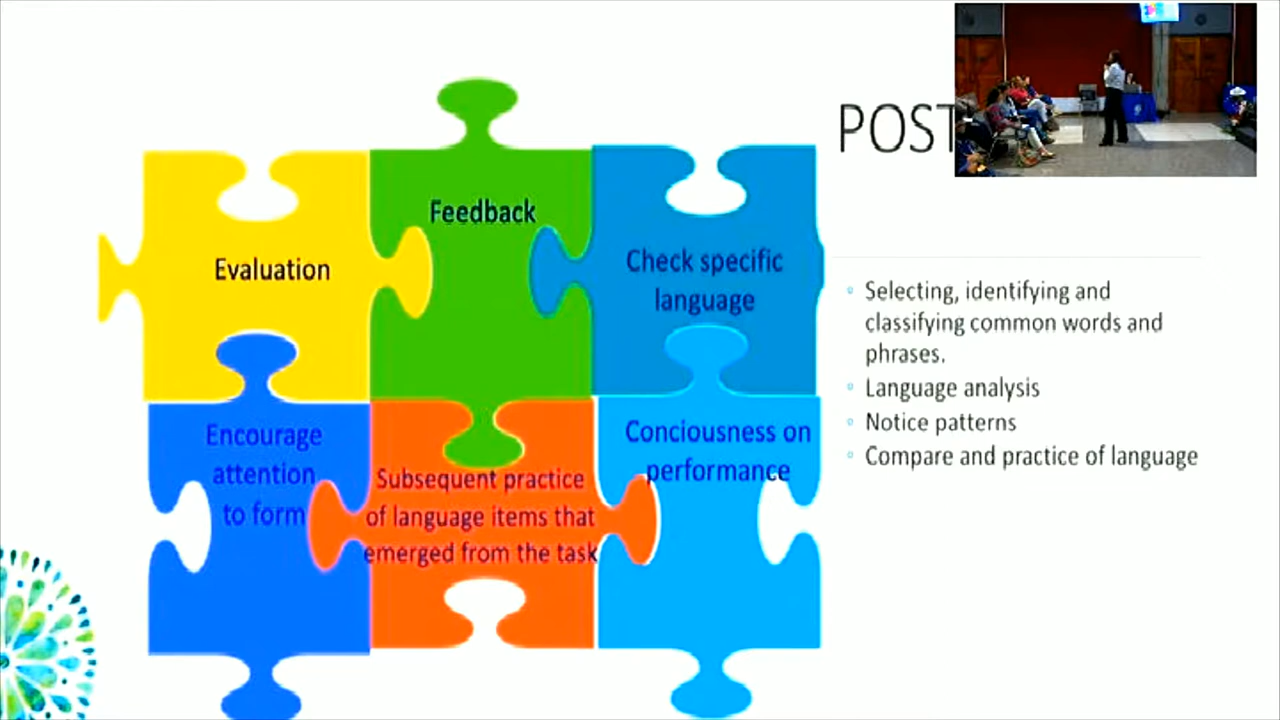 POST
Evaluation
Feedback
Check specific
language
Encourage
attention
to form
Subsequent practice
of language items that
emerged from the task
Conciousness on
performance
Selecting, identifying and
classifying common words and
phrases.
Language analysis
Notice patterns
Compare and practice of language